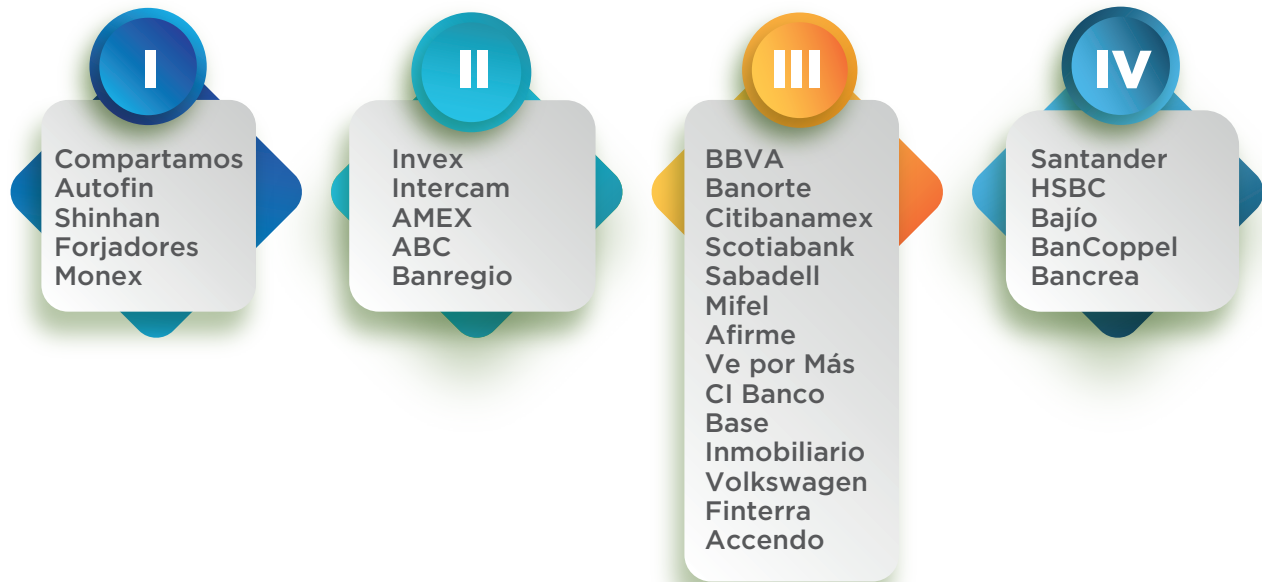 I
Compartamos
Autofin
Shinhan
Forjadores
Monex
II
Invex
Intercam
AMEX
ABC
Banregio
III
BBVA
Banorte
Citibanamex
Scotiabank
Sabadell
Mifel
Afirme
Ve por Más
CI Banco
Base
Inmobiliario
Volkswagen
Finterra
Accendo
IV
Santander
HSBC
Bajío
BanCoppel
Bancrea